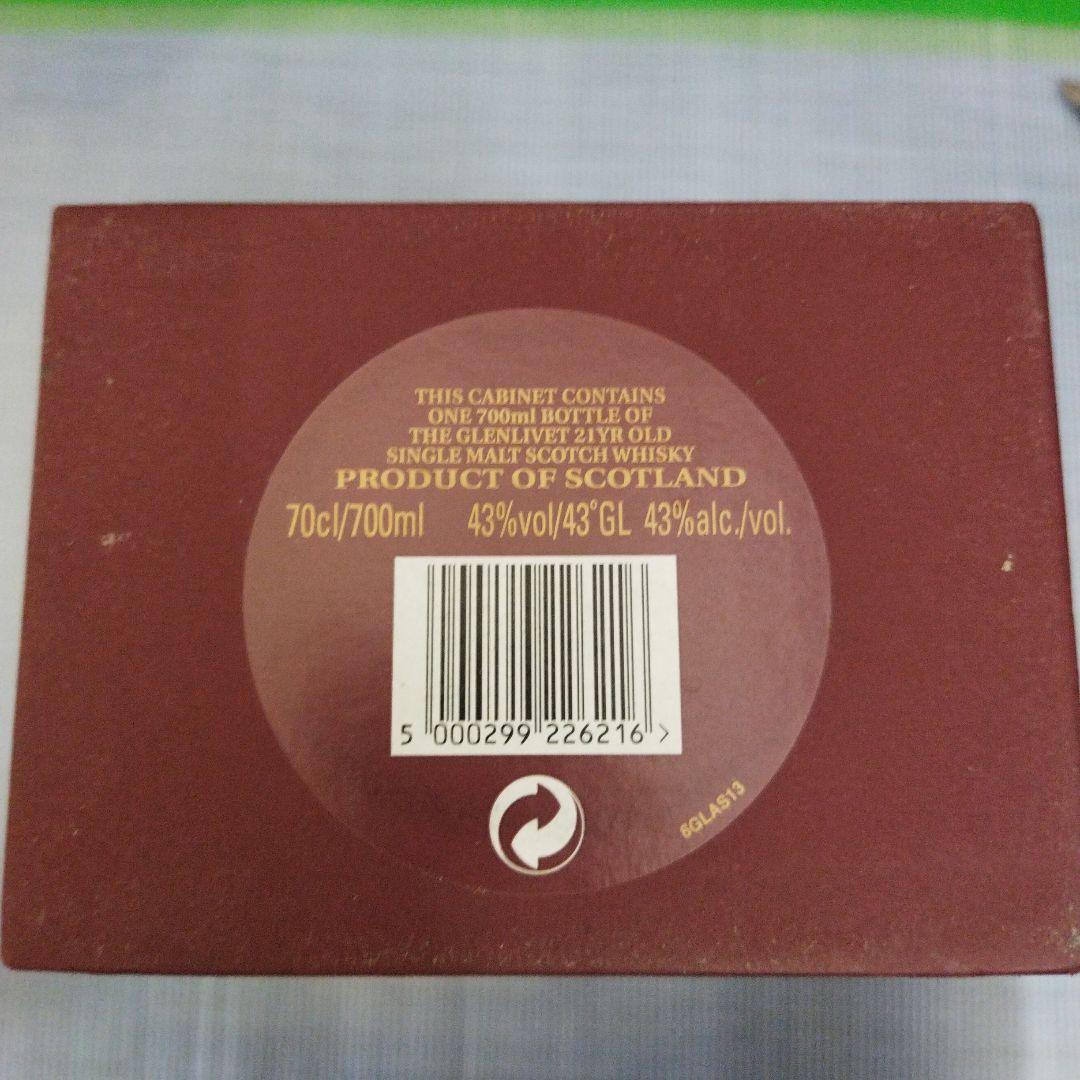 THIS CABINET CONTAINS
ONE 700ml BOTTLE OF
THE GLENLIVET 21YR OLD
SINGLE MALT SCOTCH WHISKY
PRODUCT OF SCOTLAND
70cl/700ml 43%vol/43°GL 43%alc./vol.
5 000299 226216 >
6GLAS13